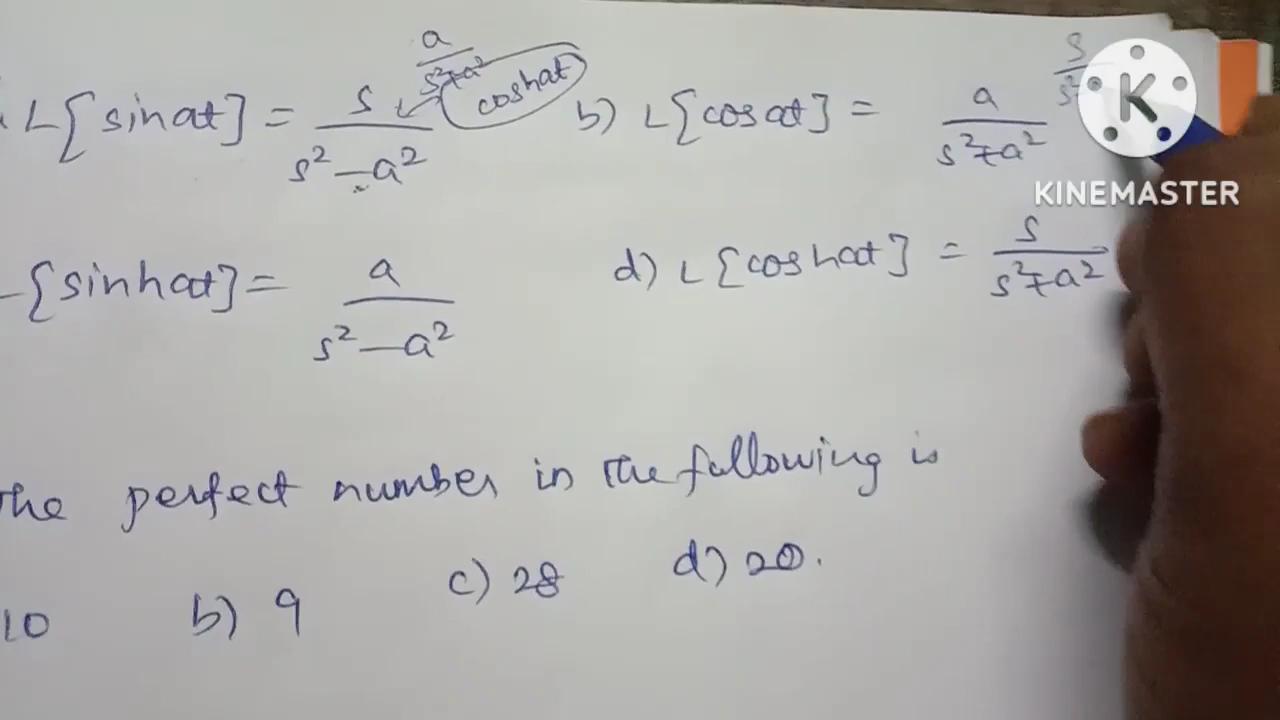 a/(s²+a²) s/s²
L[sinat] = s/(s²-a²) coshat b) L[cosat] = a/(s²+a²)
K
KINEMASTER
L[sinhat] = a/(s²-a²) d) L[coshat] = s/(s²+a²)
The perfect number in the following is
10 b) 9 c) 28 d) 20.